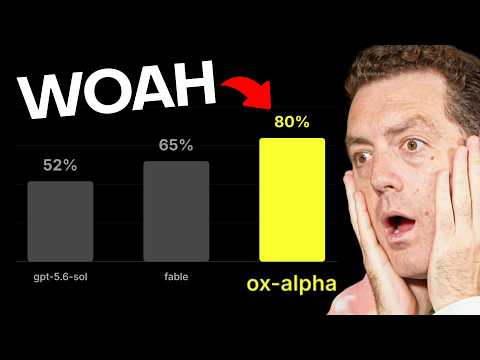 WOAH
80%
65%
52%
gpt-5.6-sol
fable
ox-alpha